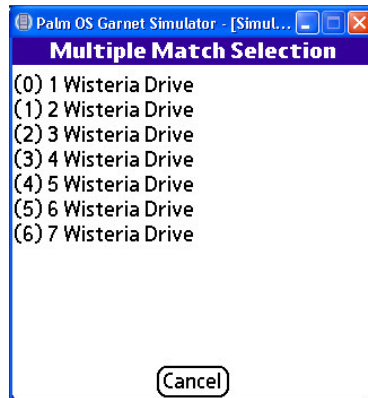 Palm OS Garnet Simulator - [Simul...
Multiple Match Selection
(0) 1 Wisteria Drive
(1) 2 Wisteria Drive
(2) 3 Wisteria Drive
(3) 4 Wisteria Drive
(4) 5 Wisteria Drive
(5) 6 Wisteria Drive
(6) 7 Wisteria Drive
Cancel